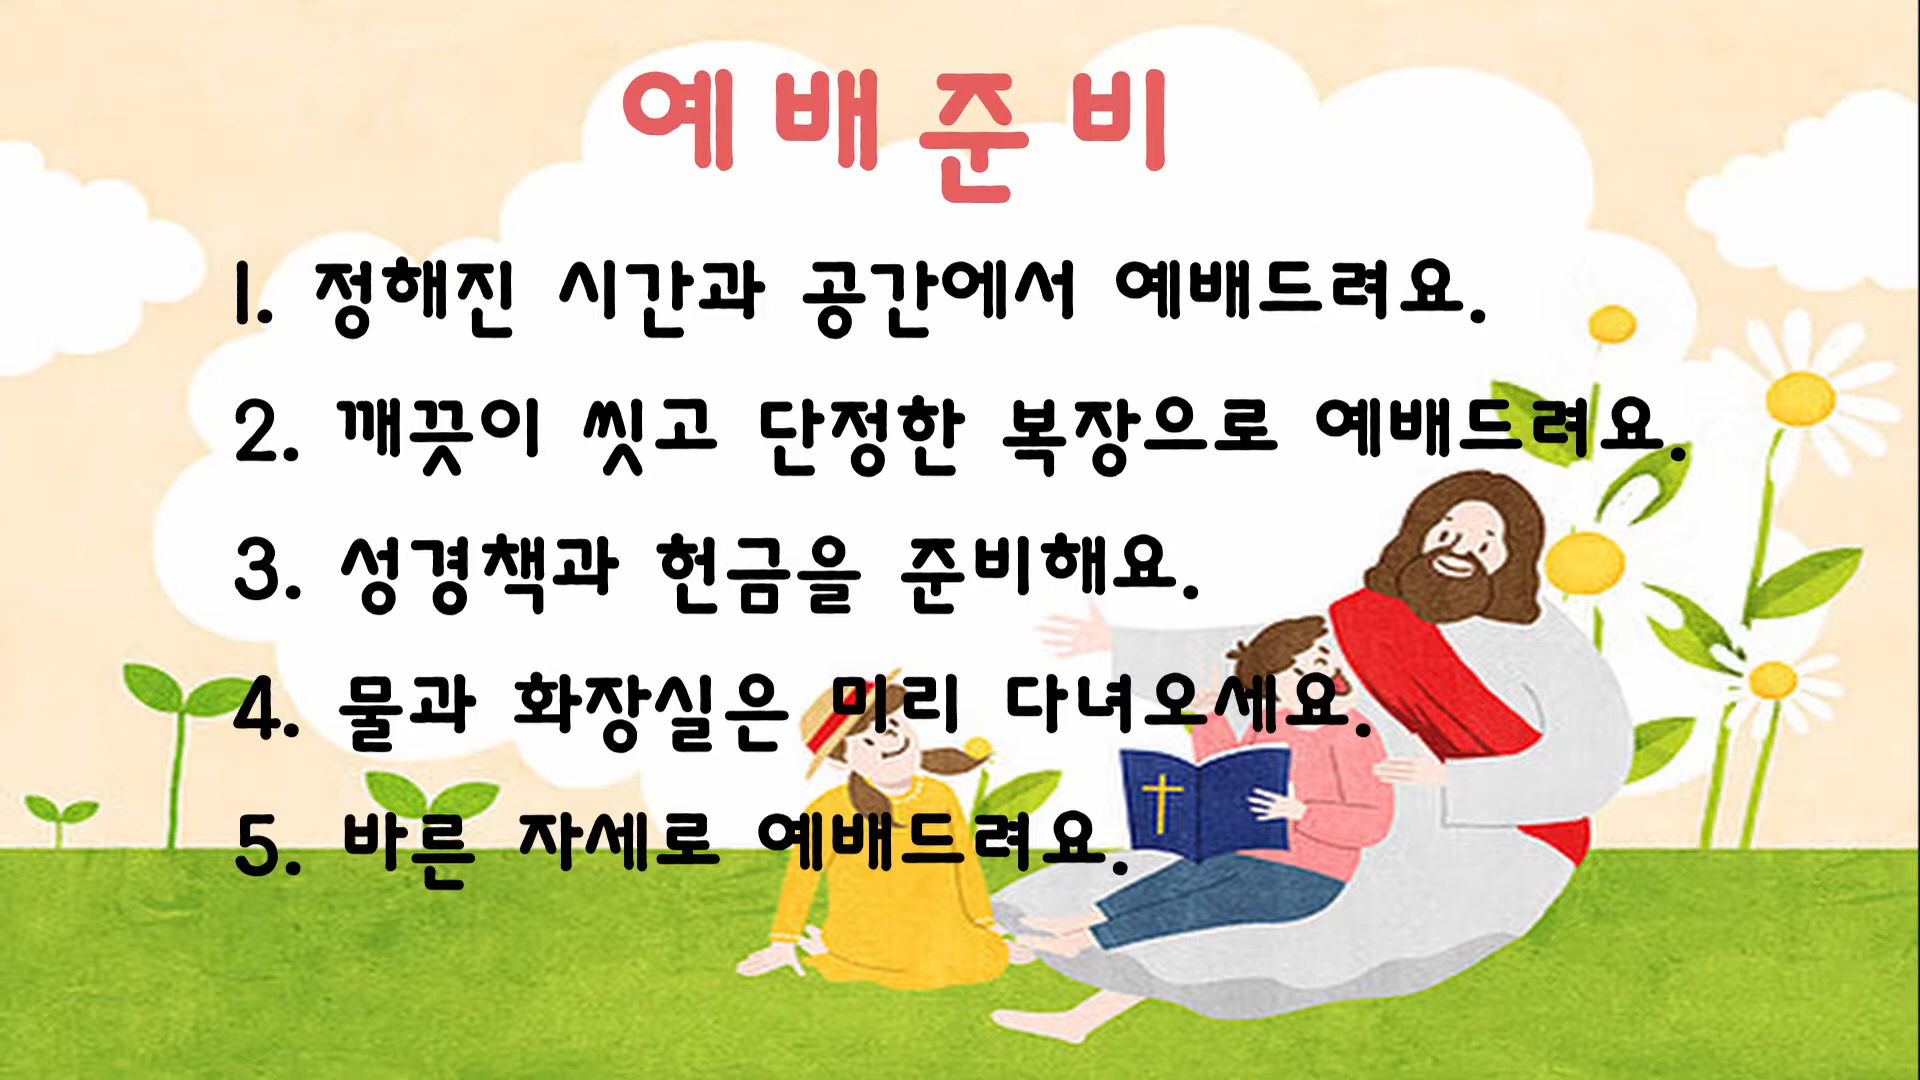 예배준비
1. 정해진 시간과 공간에서 예배드려요.
2. 깨끗이 씻고 단정한 복장으로 예배드려요.
3. 성경책과 헌금을 준비해요.
4. 물과 화장실은 미리 다녀오세요.
5. 바른 자세로 예배드려요.